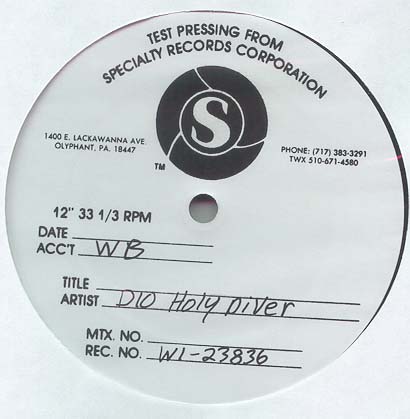 TEST PRESSING FROM
SPECIALTY RECORDS CORPORATION
S
1400 E. LACKAWANNA AVE.
OLYPHANT, PA. 18447
PHONE: (717) 383-3291
TWX 510-671-4580
TM
12" 33 1/3 RPM
DATE
ACC'T WB
TITLE
ARTIST DIO Holy DIVER
MTX. NO.
REC. NO. W1-23836